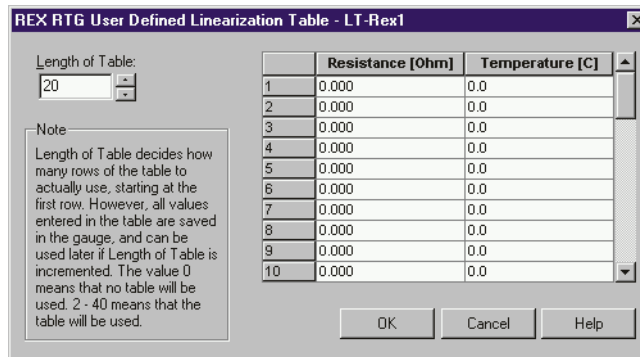 REX RTG User Defined Linearization Table - LT-Rex1
Length of Table:
20
Note
Length of Table decides how
many rows of the table to
actually use, starting at the
first row. However, all values
entered in the table are saved
in the gauge, and can be
used later if Length of Table is
incremented. The value 0
means that no table will be
used. 2 - 40 means that the
table will be used.
Resistance [Ohm] Temperature [C]
1 0.000 0.0
2 0.000 0.0
3 0.000 0.0
4 0.000 0.0
5 0.000 0.0
6 0.000 0.0
7 0.000 0.0
8 0.000 0.0
9 0.000 0.0
10 0.000 0.0
OK Cancel Help